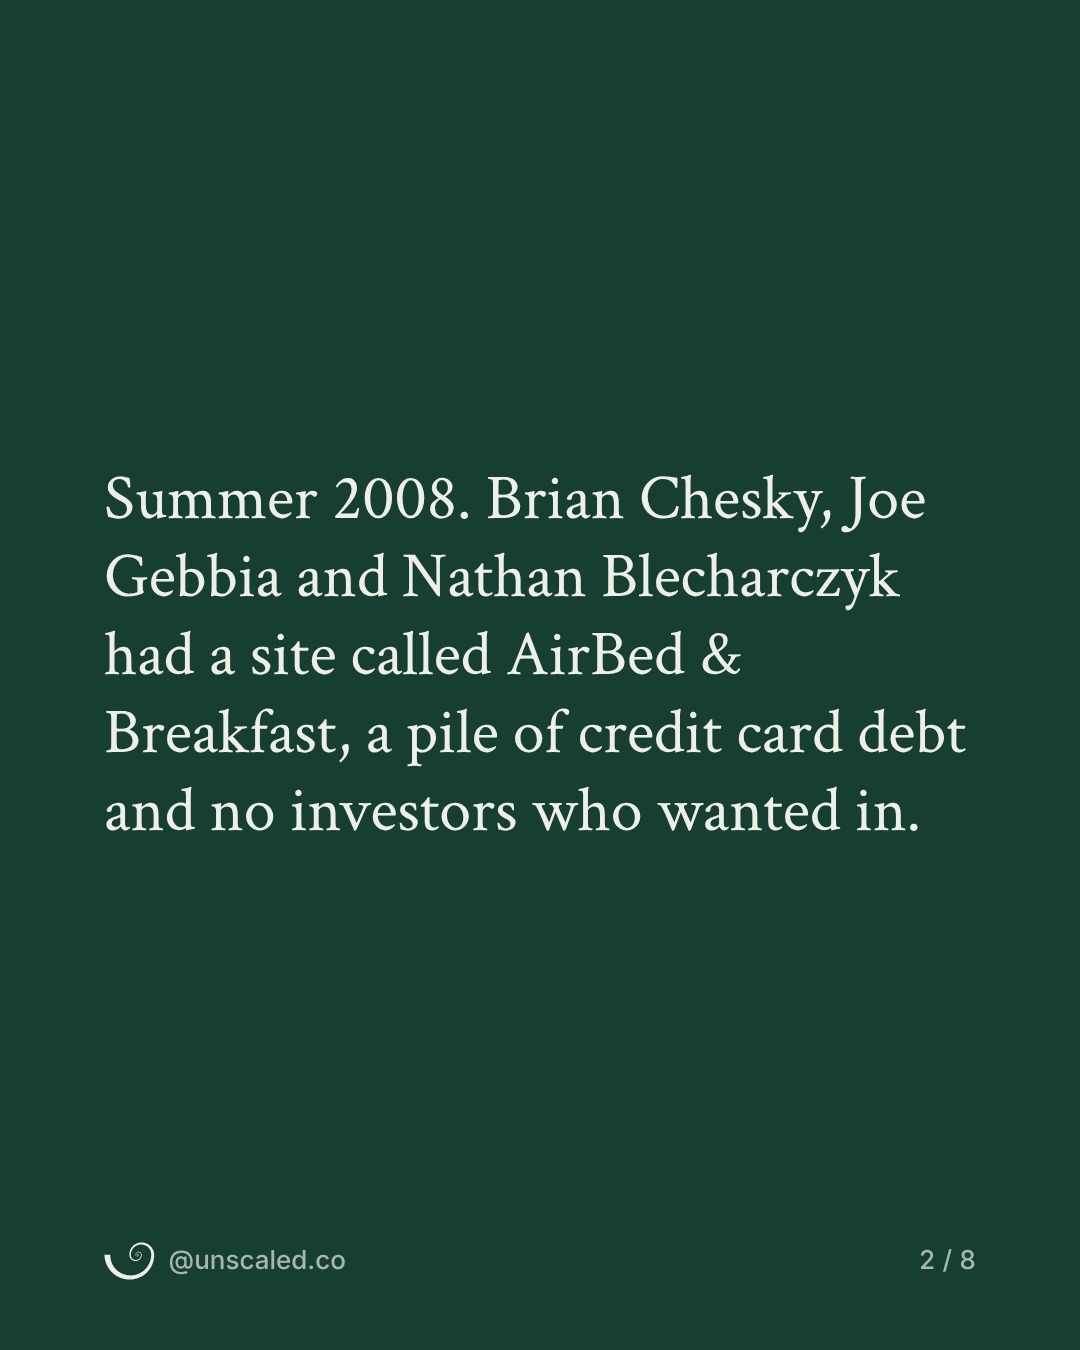 Summer 2008. Brian Chesky, Joe
Gebbia and Nathan Blecharczyk
had a site called AirBed &
Breakfast, a pile of credit card debt
and no investors who wanted in.
@unscaled.co
2 / 8